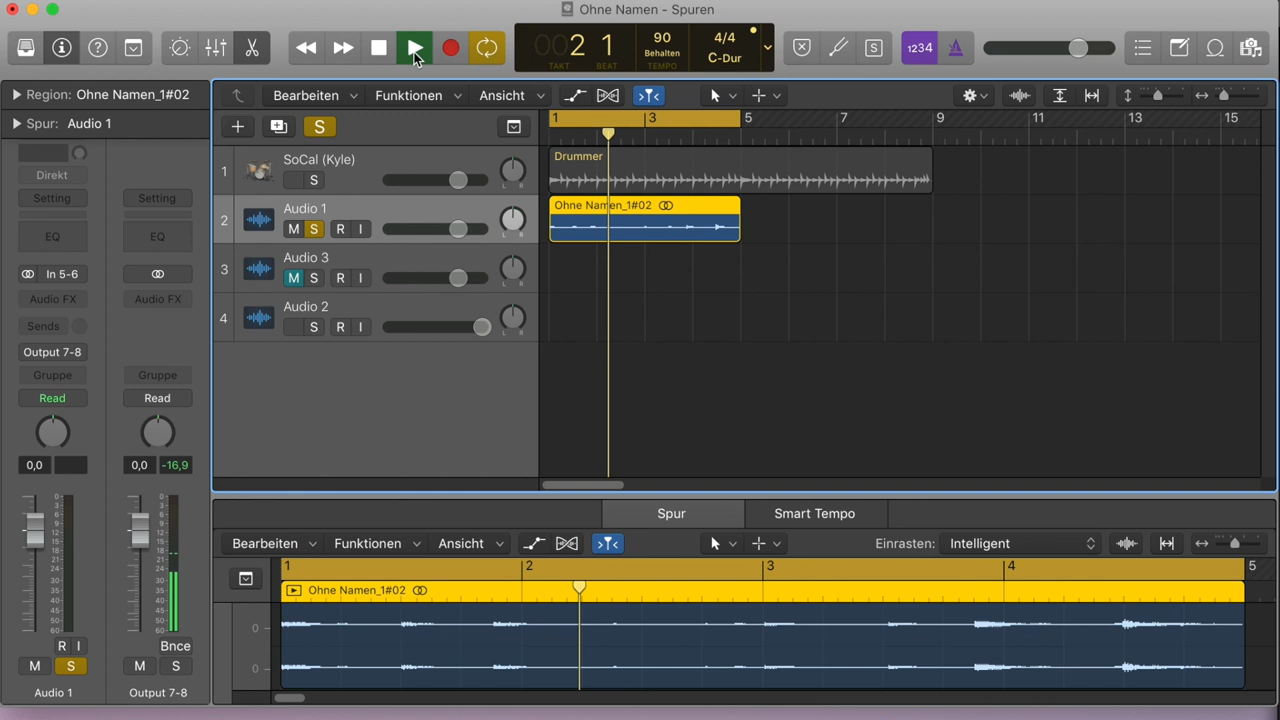 Ohne Namen - Spuren
002 1
TAKT BEAT
90
Behalten
TEMPO
4/4
C-Dur
S
1234
Region: Ohne Namen_1#02
Spur: Audio 1
Bearbeiten Funktionen Ansicht
S
1 3 5 7 9 11 13 15
Direkt
Setting Setting
EQ EQ
In 5-6
Audio FX Audio FX
Sends
Output 7-8
Gruppe Gruppe
Read Read
0,0 0,0 -16,9
R I Bnce
M S M S
Audio 1 Output 7-8
1 SoCal (Kyle)
S L R
2 Audio 1
M S R I L R
3 Audio 3
M S R I L R
4 Audio 2
S R I L R
Drummer
Ohne Namen_1#02
Spur Smart Tempo
Bearbeiten Funktionen Ansicht Einrasten: Intelligent
1 2 3 4 5
Ohne Namen_1#02
0
0